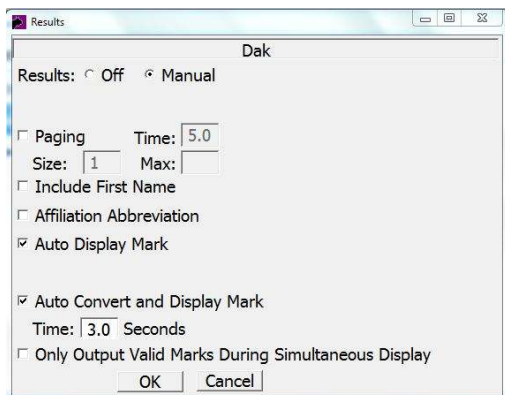 Results
Dak
Results: Off Manual
Paging Time: 5.0
Size: 1 Max:
Include First Name
Affiliation Abbreviation
Auto Display Mark
Auto Convert and Display Mark
Time: 3.0 Seconds
Only Output Valid Marks During Simultaneous Display
OK Cancel